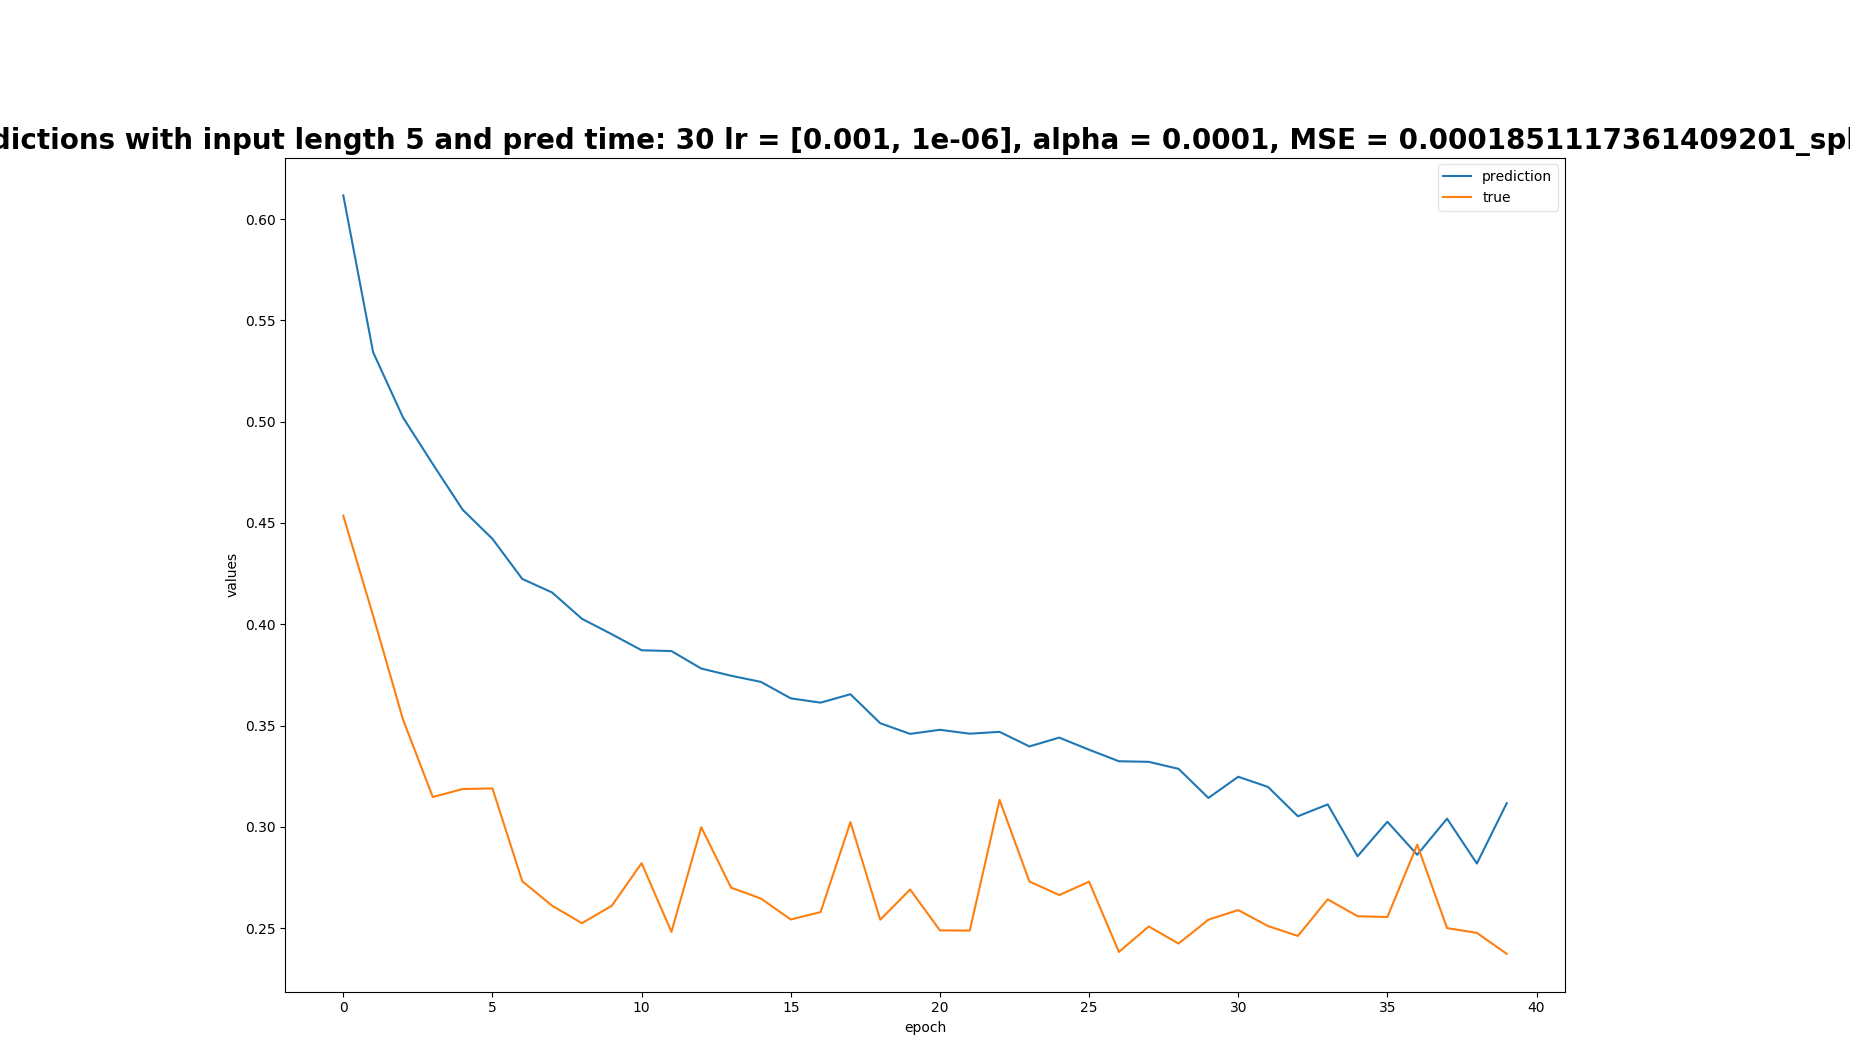 dictions with input length 5 and pred time: 30 lr = [0.001, 1e-06], alpha = 0.0001, MSE = 0.0001851117361409201_spl
prediction
true
0.60
0.55
0.50
0.45
0.40
0.35
0.30
0.25
values
0 5 10 15 20 25 30 35 40
epoch